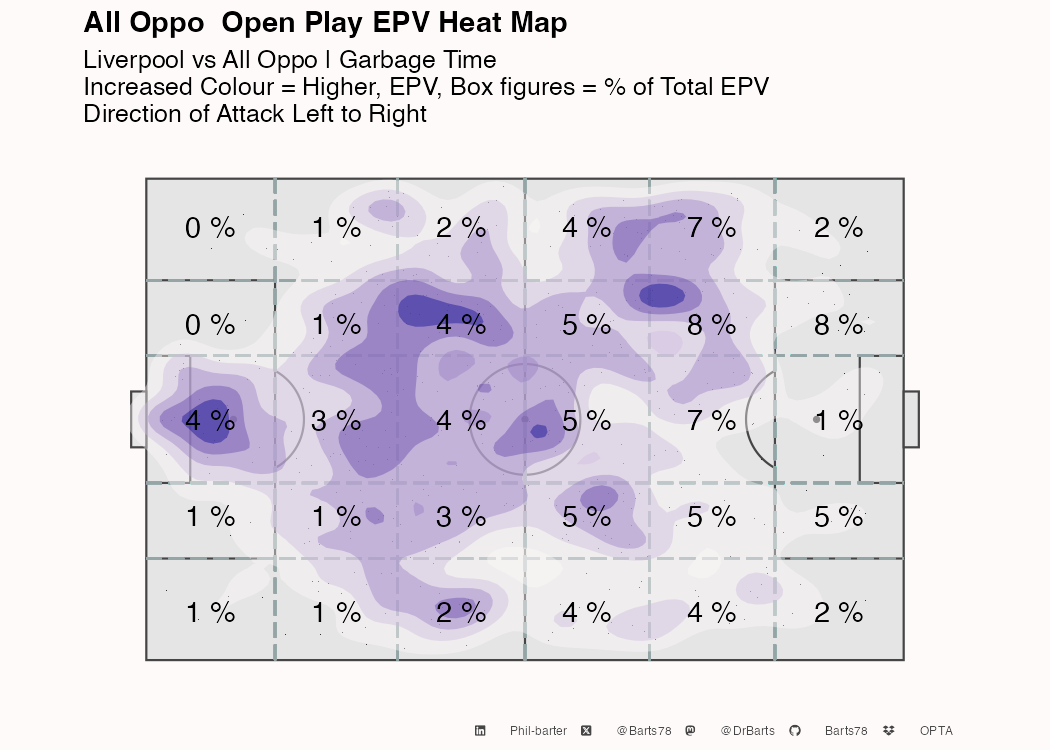 All Oppo  Open Play EPV Heat Map
Liverpool vs All Oppo | Garbage Time
Increased Colour = Higher, EPV, Box figures = % of Total EPV
Direction of Attack Left to Right
0 % 1 % 2 % 4 % 7 % 2 %
0 % 1 % 4 % 5 % 8 % 8 %
4 % 3 % 4 % 5 % 7 % 1 %
1 % 1 % 3 % 5 % 5 % 5 %
1 % 1 % 2 % 4 % 4 % 2 %
Phil-barter @Barts78 @DrBarts Barts78 OPTA